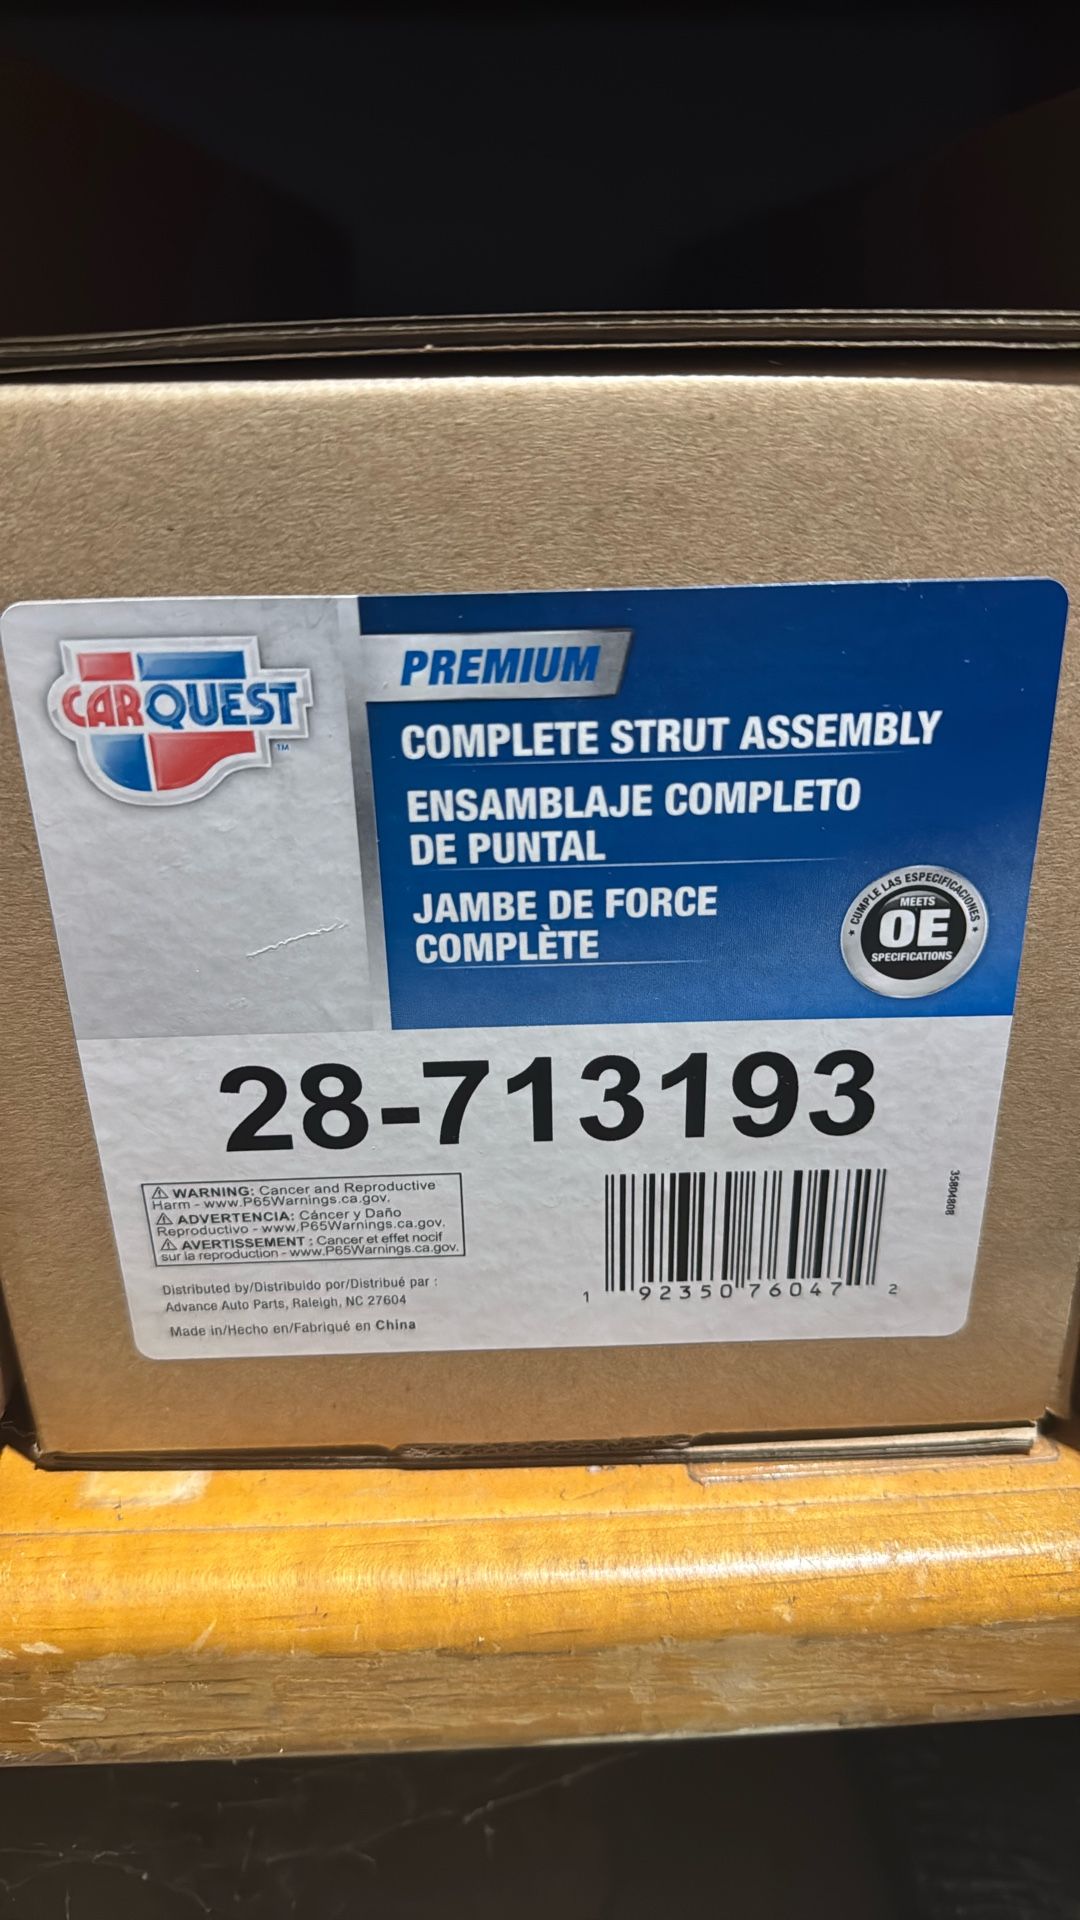 CARQUEST
TM
PREMIUM
COMPLETE STRUT ASSEMBLY
ENSAMBLAJE COMPLETO
DE PUNTAL
JAMBE DE FORCE
COMPLÈTE
CUMPLE LAS ESPECIFICACIONES
MEETS
OE
SPECIFICATIONS
28-713193
⚠ WARNING: Cancer and Reproductive
Harm - www.P65Warnings.ca.gov.
⚠ ADVERTENCIA: Cáncer y Daño
Reproductivo - www.P65Warnings.ca.gov.
⚠ AVERTISSEMENT : Cancer et effet nocif
sur la reproduction - www.P65Warnings.ca.gov.
Distributed by/Distribuido por/Distribué par :
Advance Auto Parts, Raleigh, NC 27604
Made in/Hecho en/Fabriqué en China
1 92350 76047 2
35804808